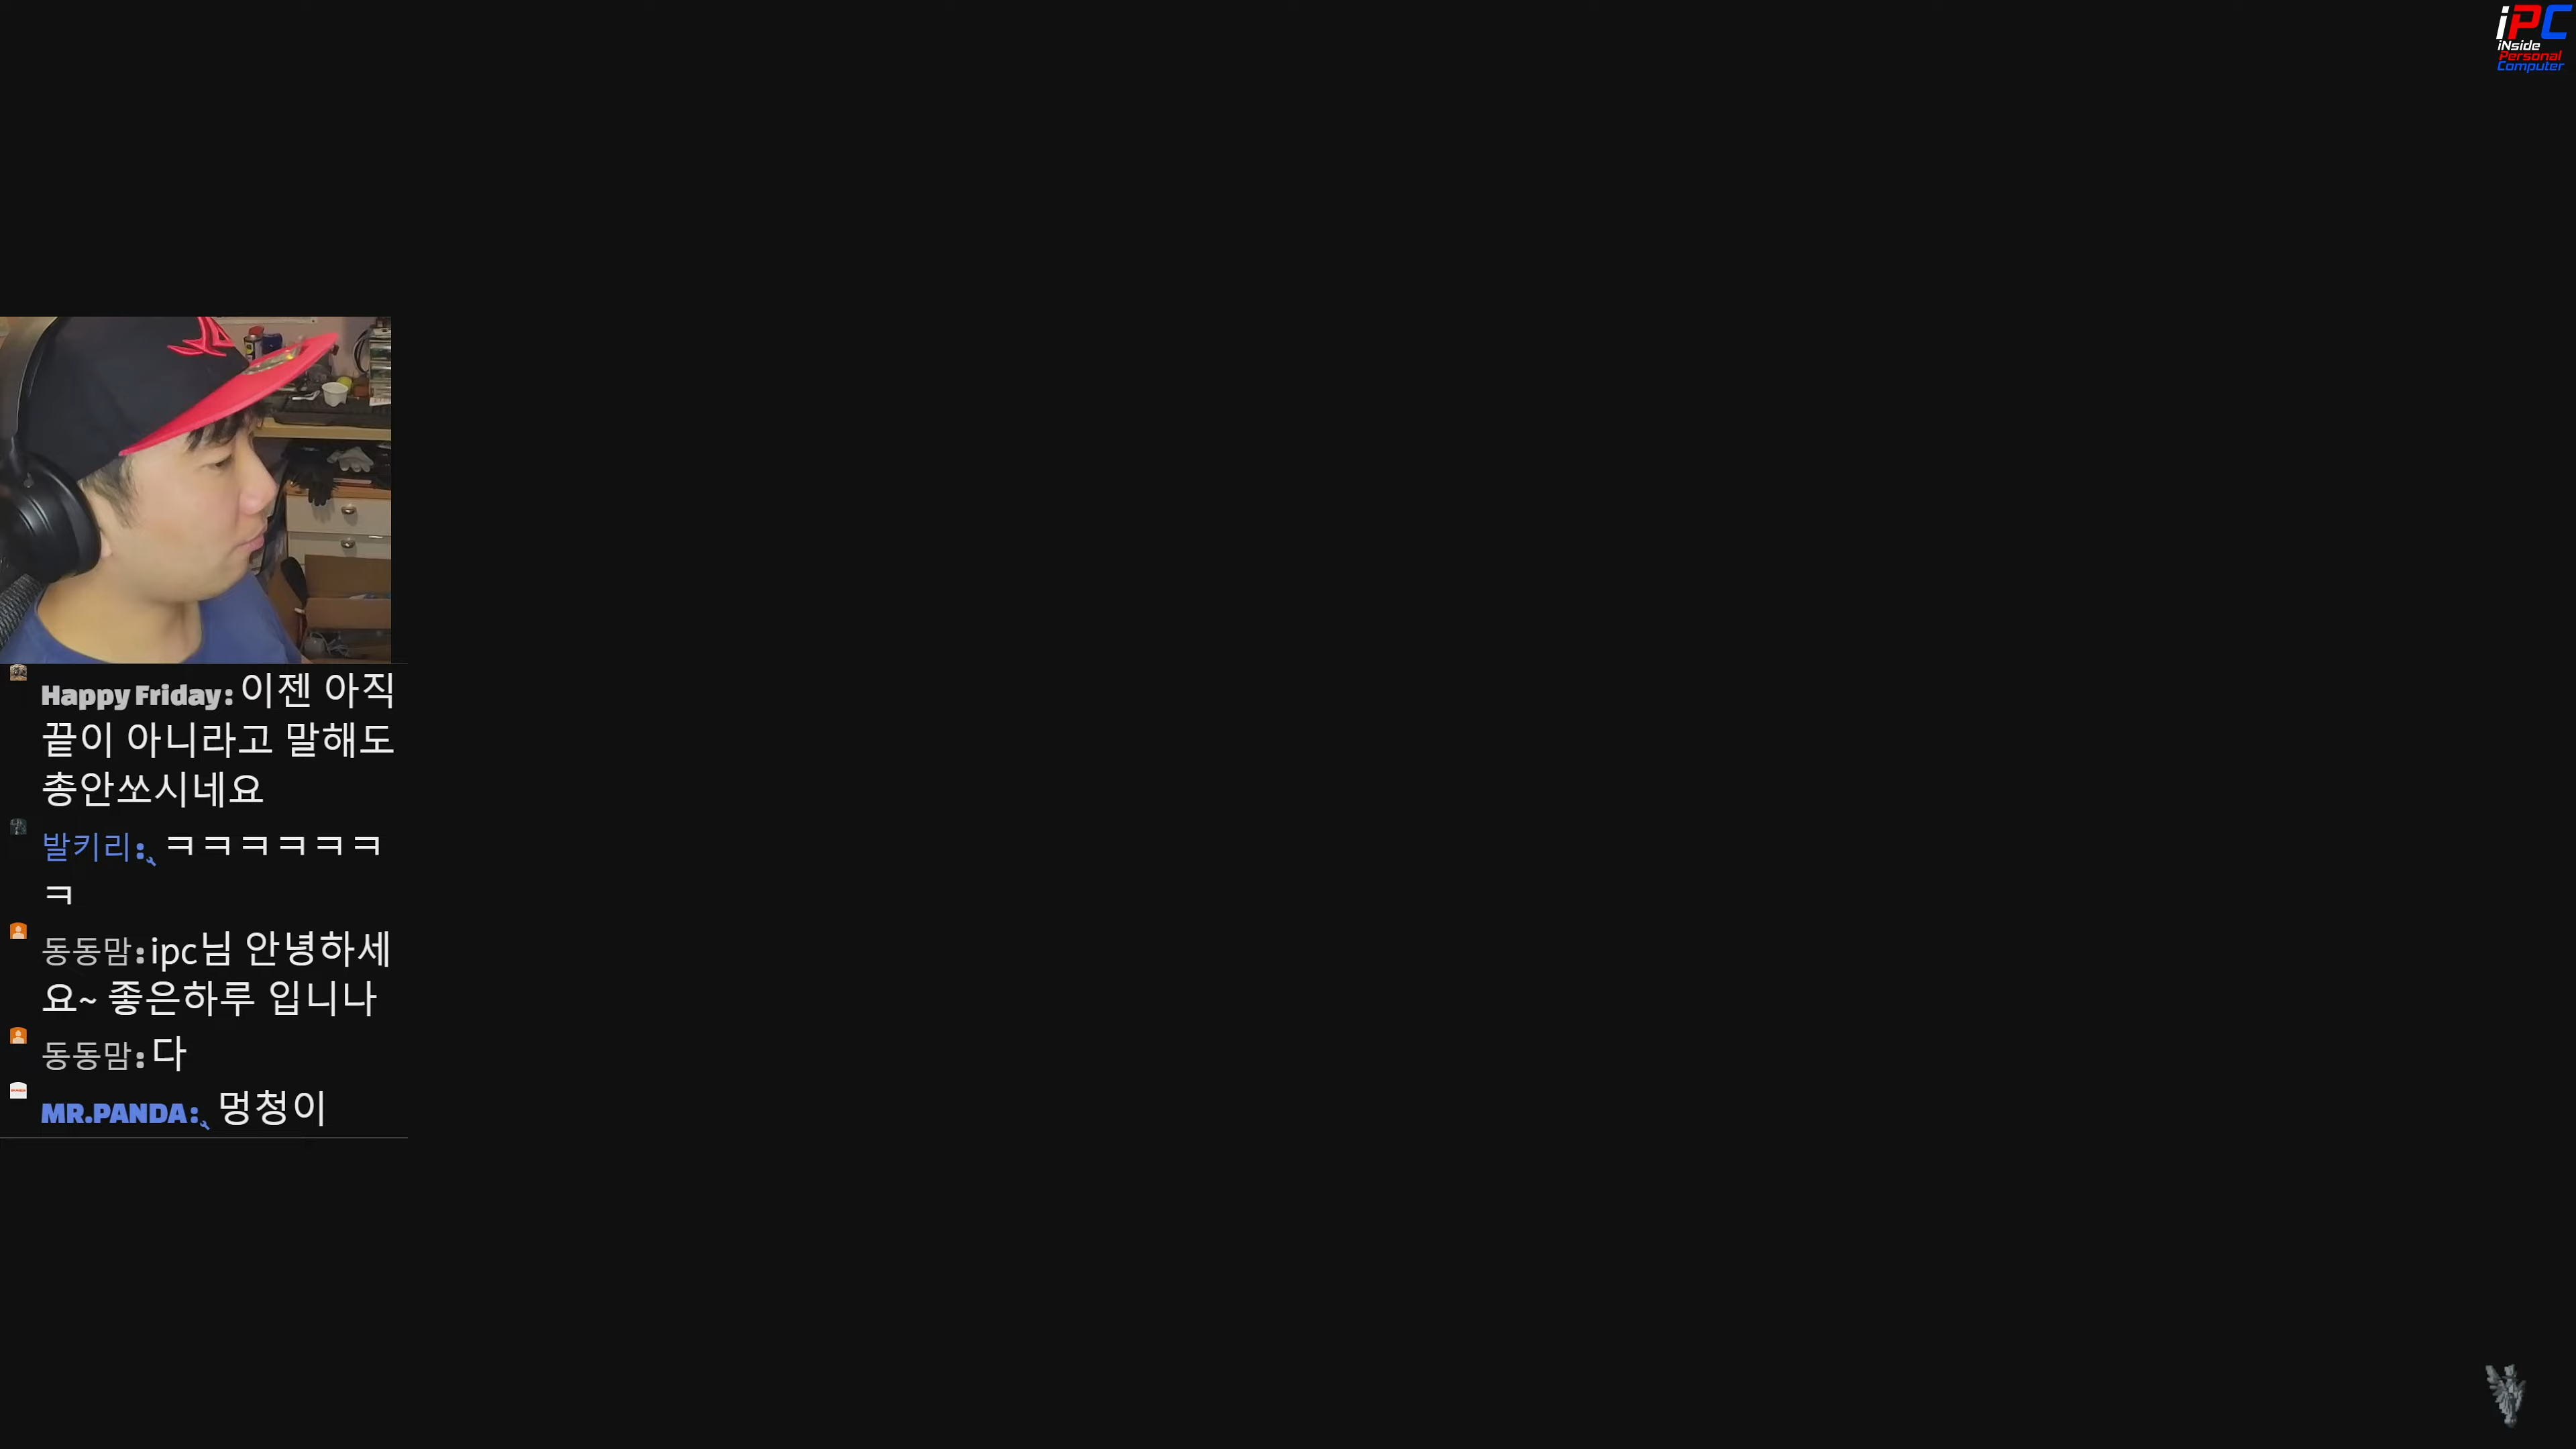 iPC
iNside
Personal
Computer
Happy Friday: 이젠 아직
끝이 아니라고 말해도
총안쏘시네요
발키리: ㅋㅋㅋㅋㅋㅋ
ㅋ
동동맘: ipc님 안녕하세
요~ 좋은하루 입니나
동동맘: 다
MR.PANDA: 멍청이